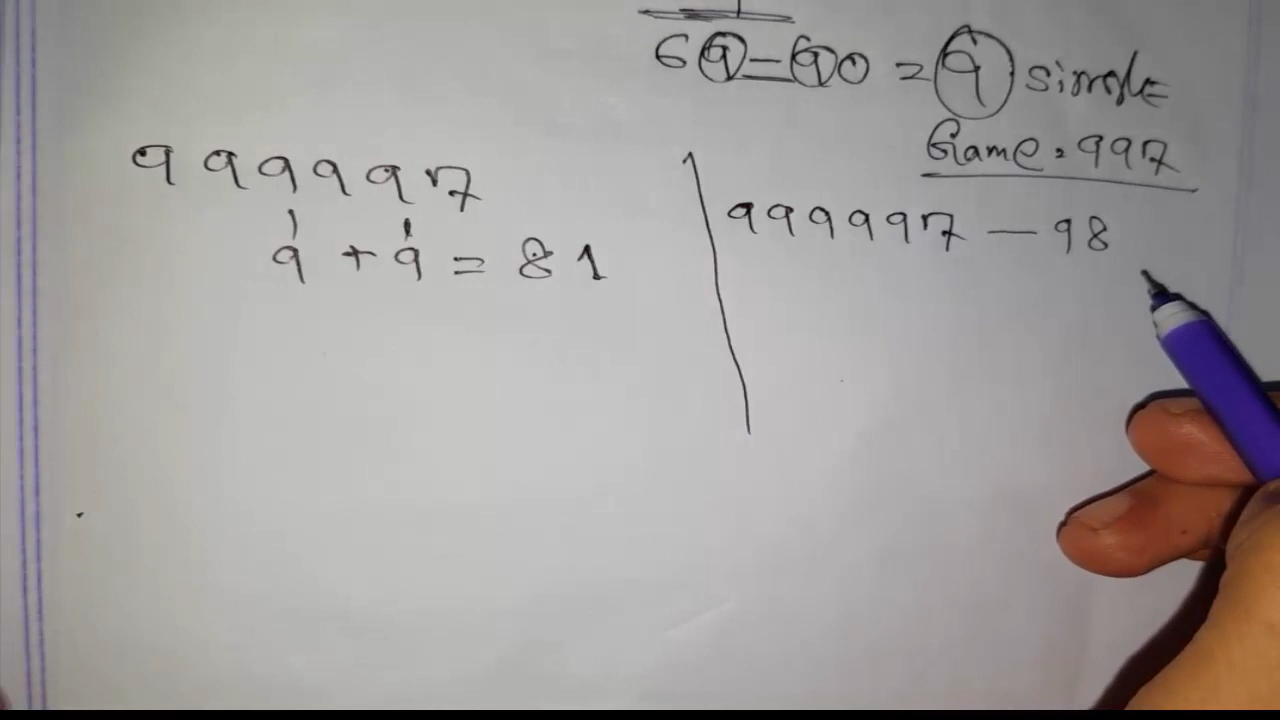 69-90 = 9 single
Game = 997
999997
9 + 9 = 81
999997 - 98